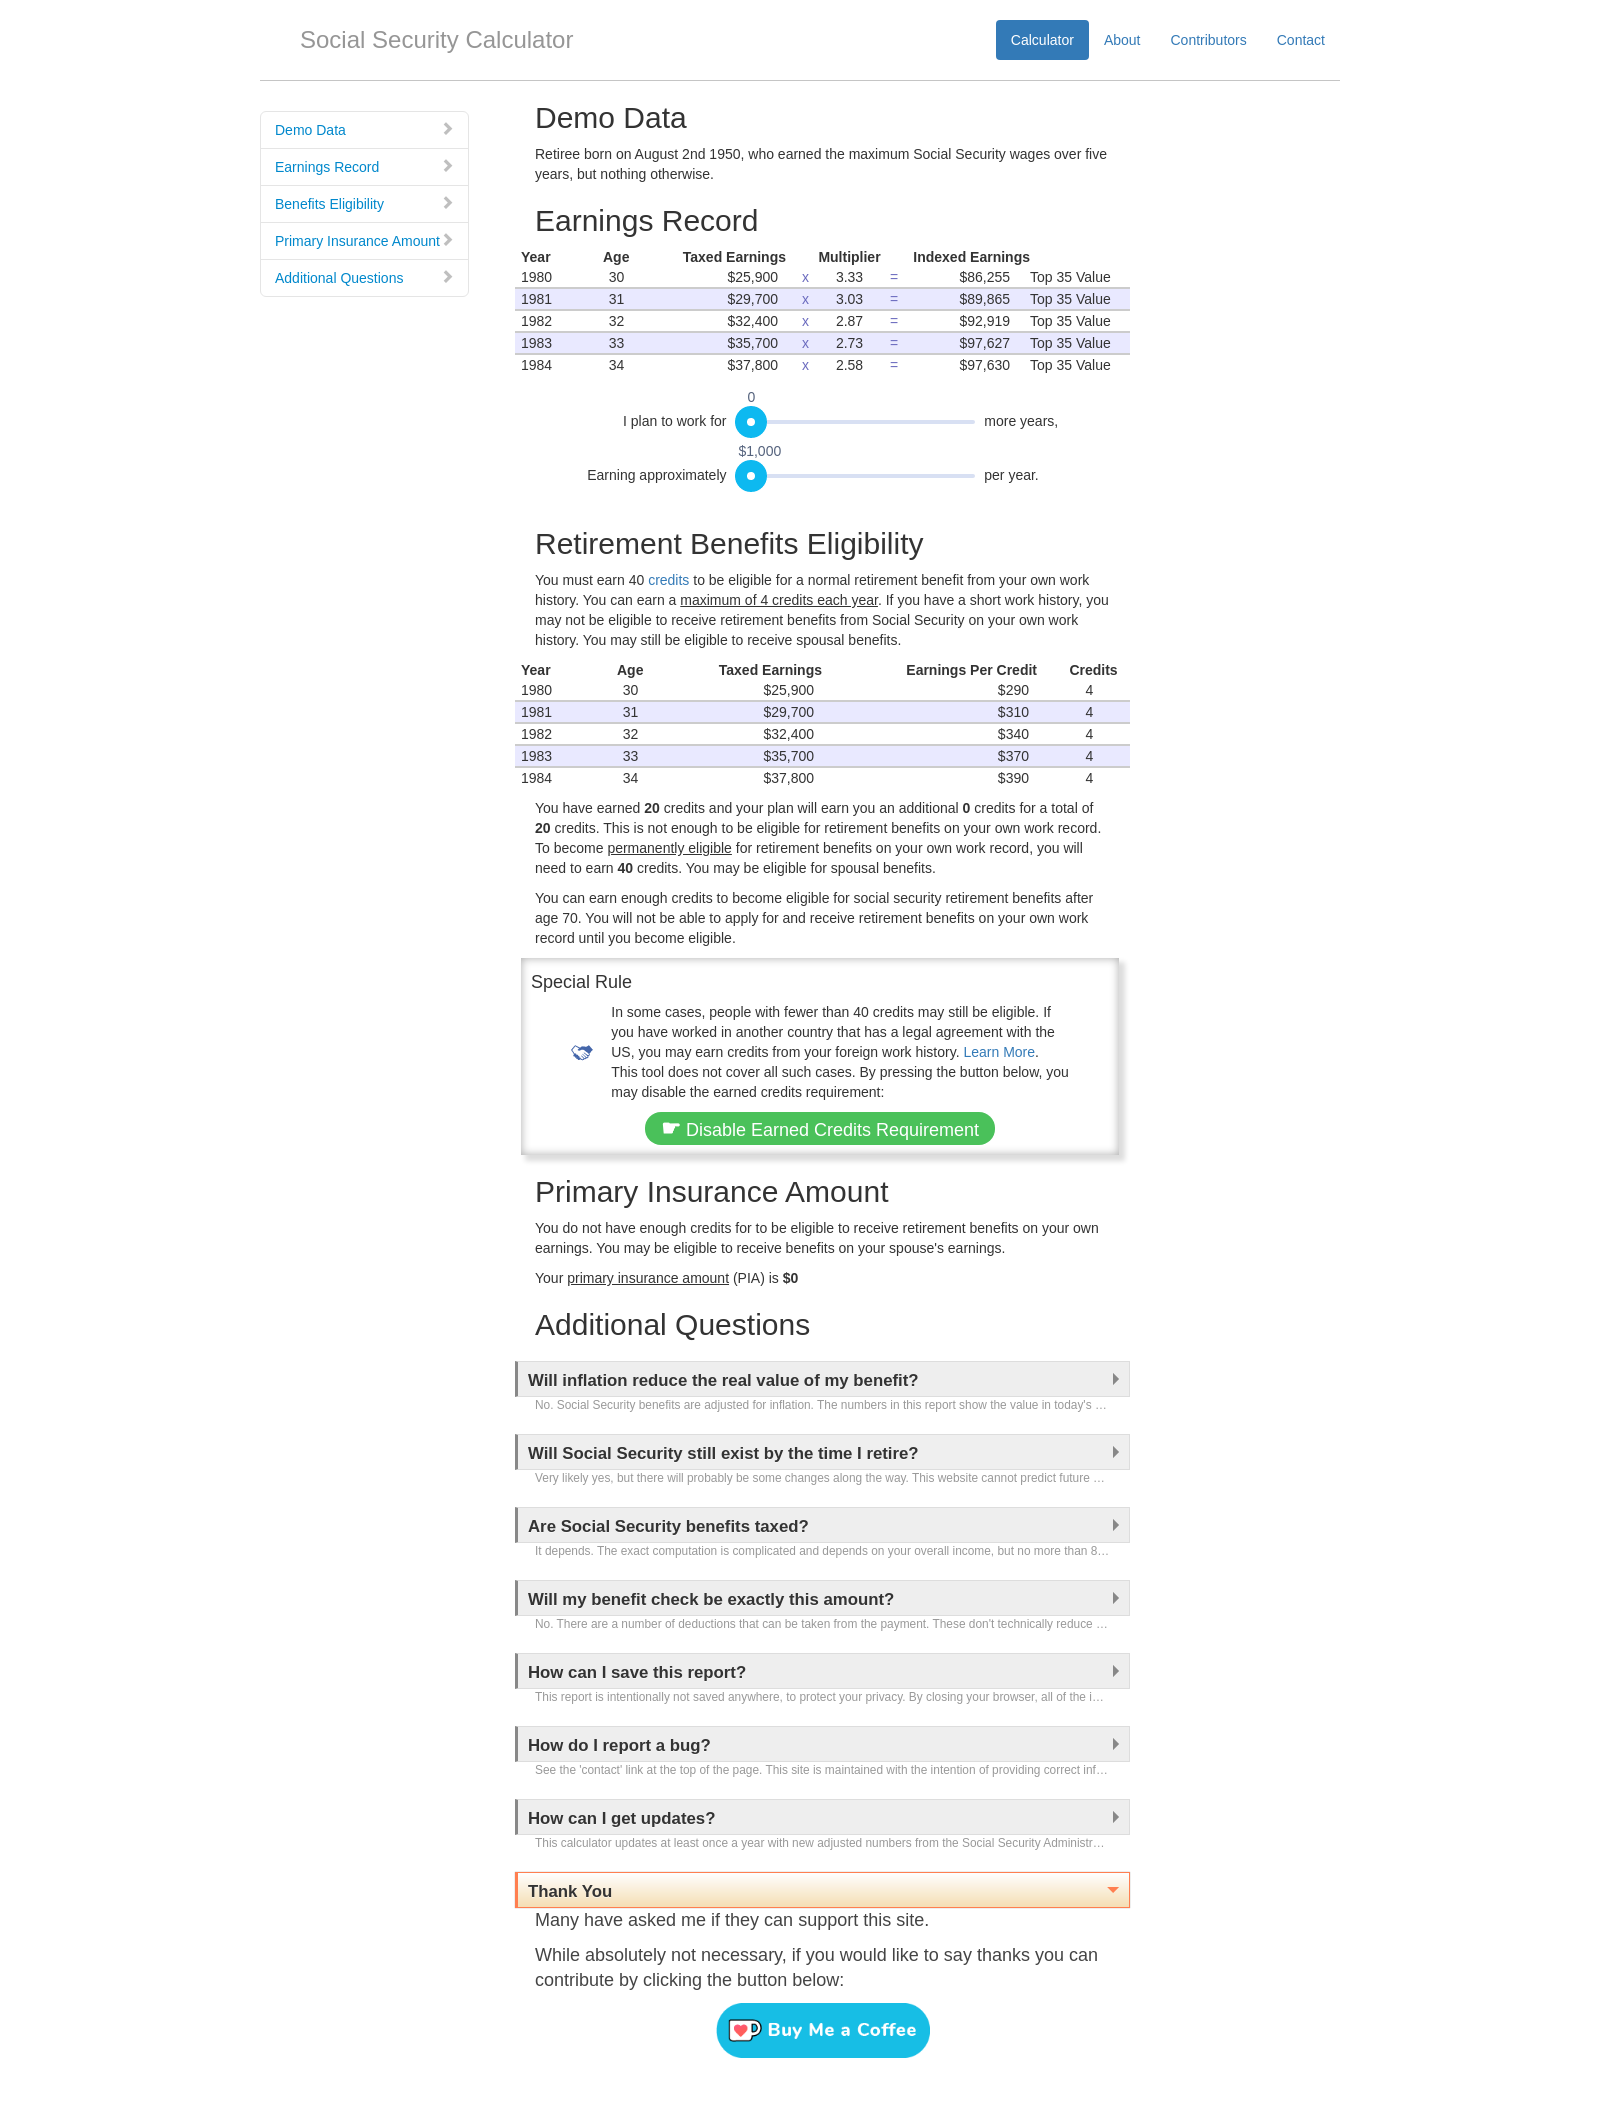 Social Security Calculator
Calculator About Contributors Contact
Demo Data
Earnings Record
Benefits Eligibility
Primary Insurance Amount
Additional Questions
Demo Data
Retiree born on August 2nd 1950, who earned the maximum Social Security wages over five
years, but nothing otherwise.
Earnings Record
Year Age Taxed Earnings Multiplier Indexed Earnings
1980 30 $25,900 x 3.33 = $86,255 Top 35 Value
1981 31 $29,700 x 3.03 = $89,865 Top 35 Value
1982 32 $32,400 x 2.87 = $92,919 Top 35 Value
1983 33 $35,700 x 2.73 = $97,627 Top 35 Value
1984 34 $37,800 x 2.58 = $97,630 Top 35 Value
0
I plan to work for more years,
$1,000
Earning approximately per year.
Retirement Benefits Eligibility
You must earn 40 credits to be eligible for a normal retirement benefit from your own work
history. You can earn a maximum of 4 credits each year. If you have a short work history, you
may not be eligible to receive retirement benefits from Social Security on your own work
history. You may still be eligible to receive spousal benefits.
Year Age Taxed Earnings Earnings Per Credit Credits
1980 30 $25,900 $290 4
1981 31 $29,700 $310 4
1982 32 $32,400 $340 4
1983 33 $35,700 $370 4
1984 34 $37,800 $390 4
You have earned 20 credits and your plan will earn you an additional 0 credits for a total of
20 credits. This is not enough to be eligible for retirement benefits on your own work record.
To become permanently eligible for retirement benefits on your own work record, you will
need to earn 40 credits. You may be eligible for spousal benefits.
You can earn enough credits to become eligible for social security retirement benefits after
age 70. You will not be able to apply for and receive retirement benefits on your own work
record until you become eligible.
Special Rule
In some cases, people with fewer than 40 credits may still be eligible. If
you have worked in another country that has a legal agreement with the
US, you may earn credits from your foreign work history. Learn More.
This tool does not cover all such cases. By pressing the button below, you
may disable the earned credits requirement:
☛ Disable Earned Credits Requirement
Primary Insurance Amount
You do not have enough credits for to be eligible to receive retirement benefits on your own
earnings. You may be eligible to receive benefits on your spouse's earnings.
Your primary insurance amount (PIA) is $0
Additional Questions
Will inflation reduce the real value of my benefit?
No. Social Security benefits are adjusted for inflation. The numbers in this report show the value in today's …
Will Social Security still exist by the time I retire?
Very likely yes, but there will probably be some changes along the way. This website cannot predict future …
Are Social Security benefits taxed?
It depends. The exact computation is complicated and depends on your overall income, but no more than 8…
Will my benefit check be exactly this amount?
No. There are a number of deductions that can be taken from the payment. These don't technically reduce …
How can I save this report?
This report is intentionally not saved anywhere, to protect your privacy. By closing your browser, all of the i…
How do I report a bug?
See the 'contact' link at the top of the page. This site is maintained with the intention of providing correct inf…
How can I get updates?
This calculator updates at least once a year with new adjusted numbers from the Social Security Administr…
Thank You
Many have asked me if they can support this site.
While absolutely not necessary, if you would like to say thanks you can
contribute by clicking the button below:
Buy Me a Coffee